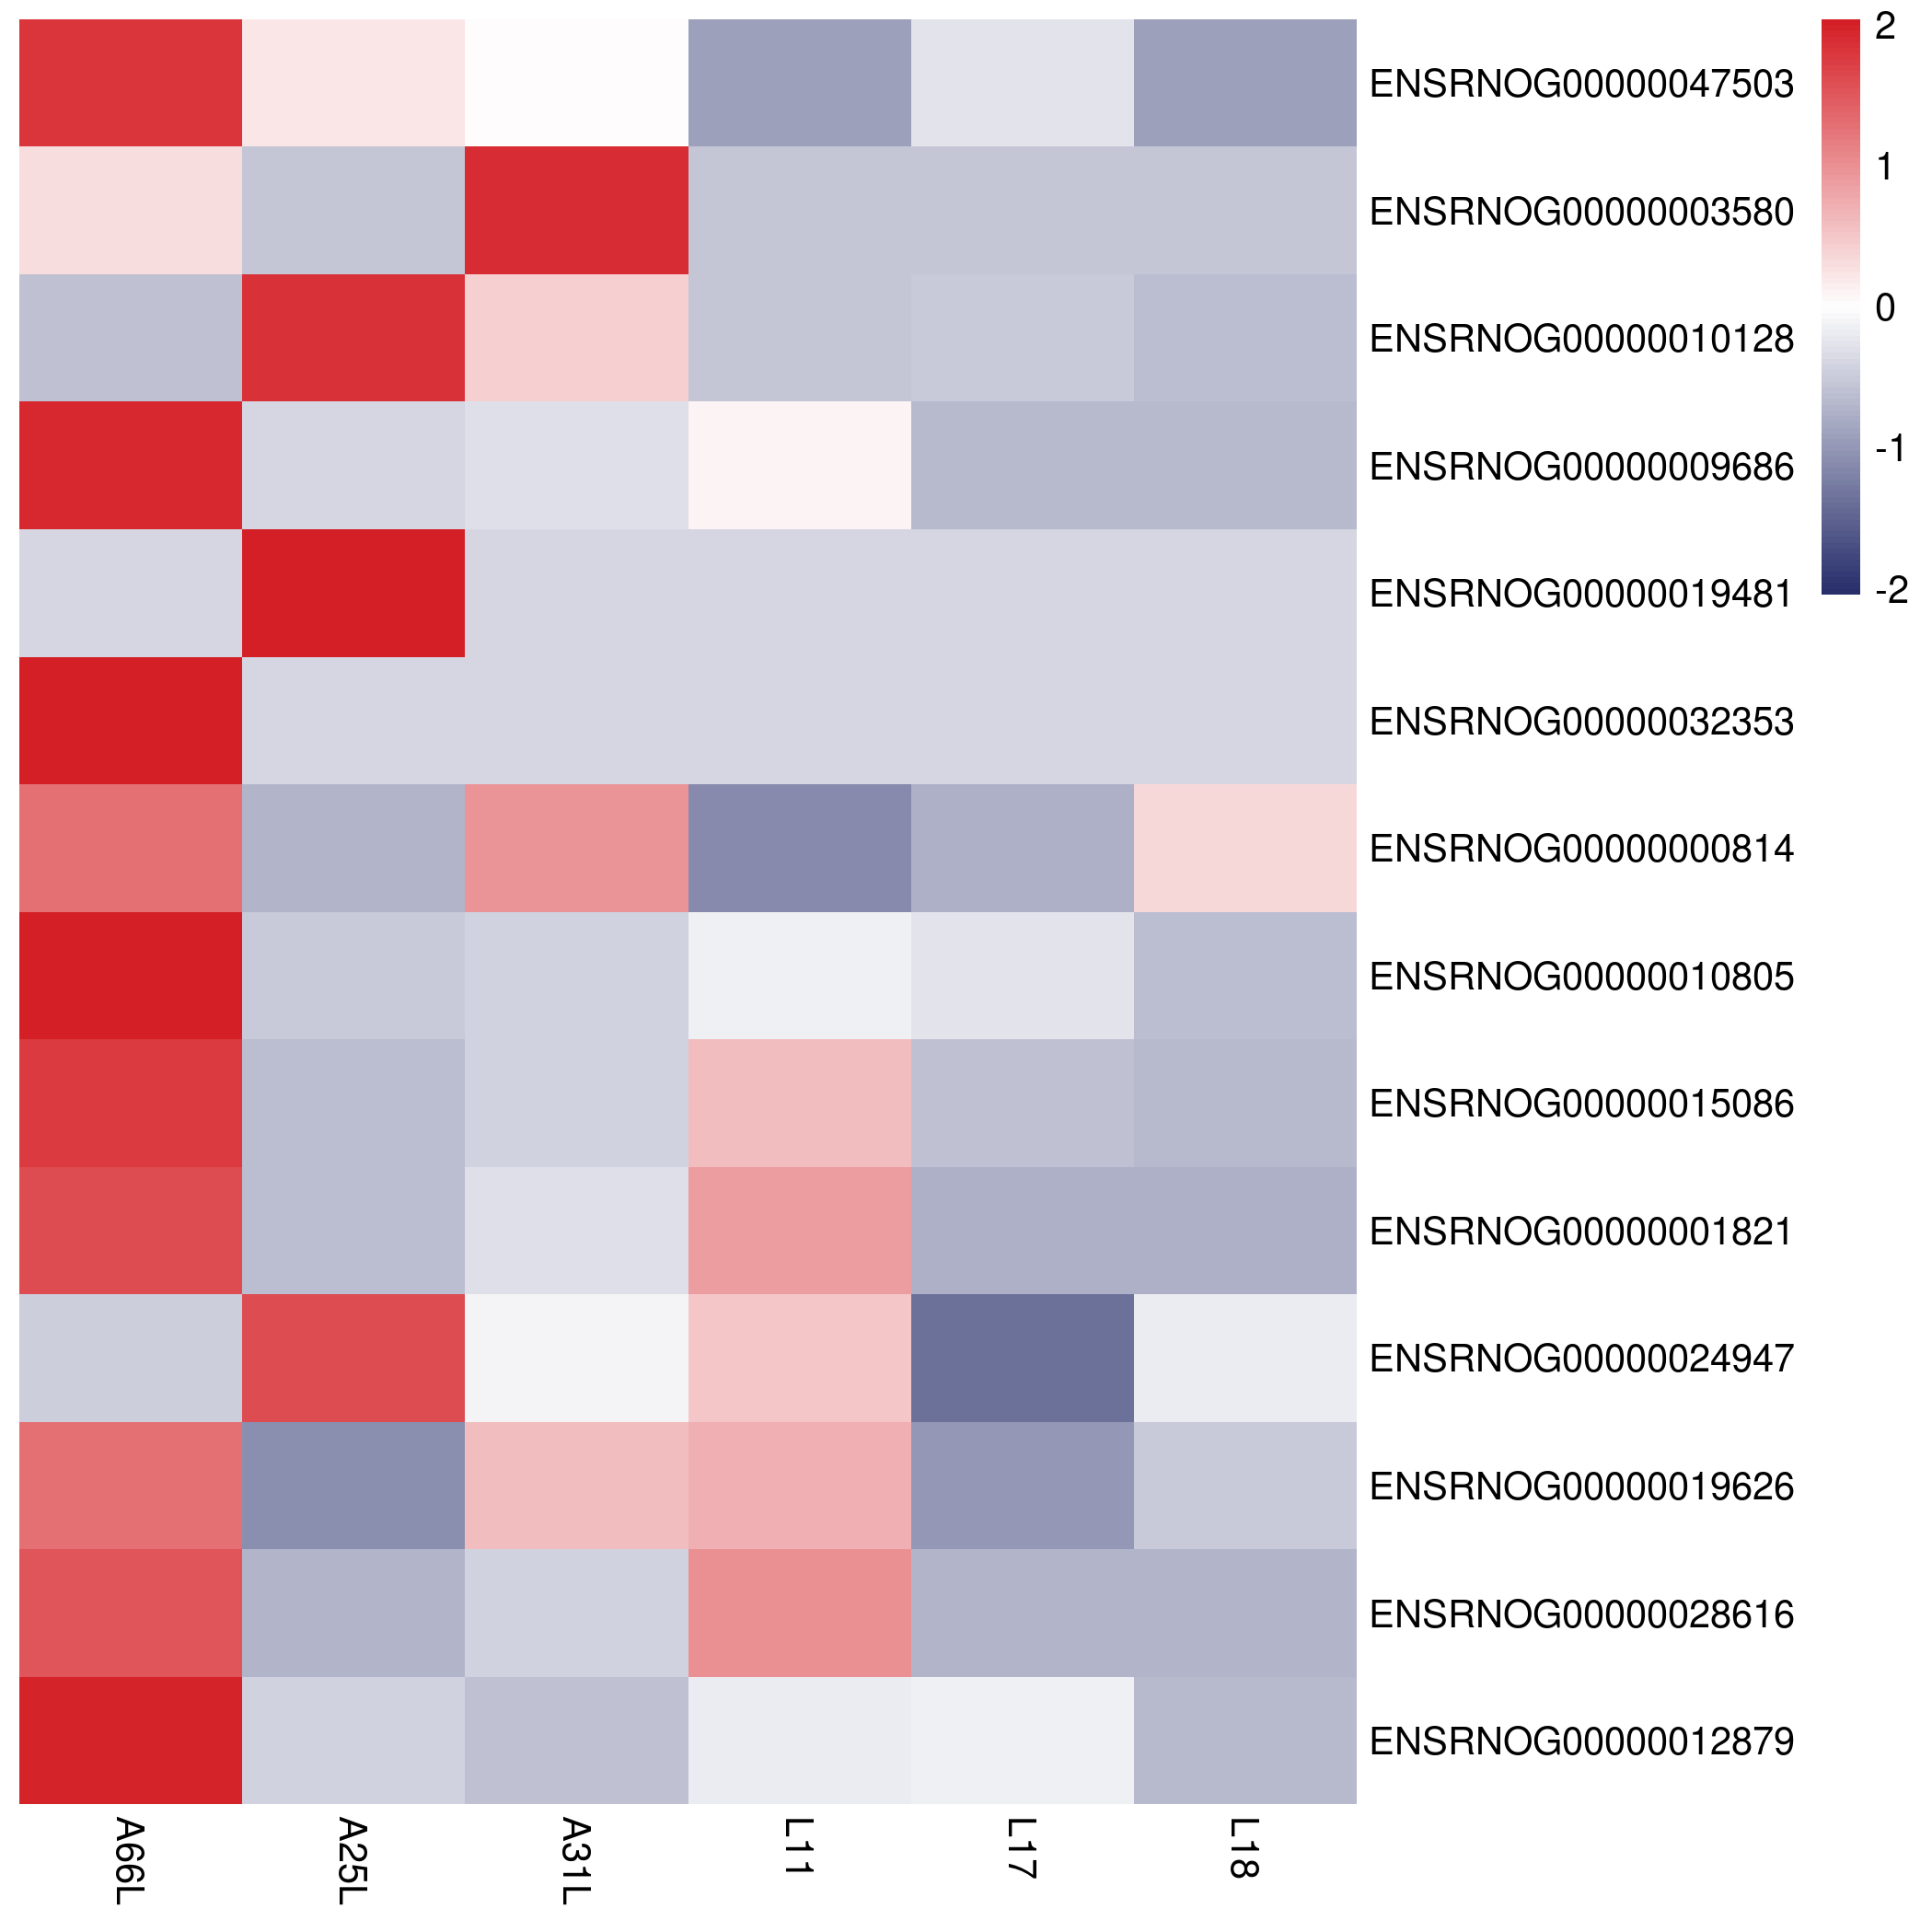 ENSRNOG00000047503
ENSRNOG00000003580
ENSRNOG00000010128
ENSRNOG00000009686
ENSRNOG00000019481
ENSRNOG00000032353
ENSRNOG00000000814
ENSRNOG00000010805
ENSRNOG00000015086
ENSRNOG00000001821
ENSRNOG00000024947
ENSRNOG00000019626
ENSRNOG00000028616
ENSRNOG00000012879
2
1
0
-1
-2
A66L
A25L
A31L
L11
L17
L18